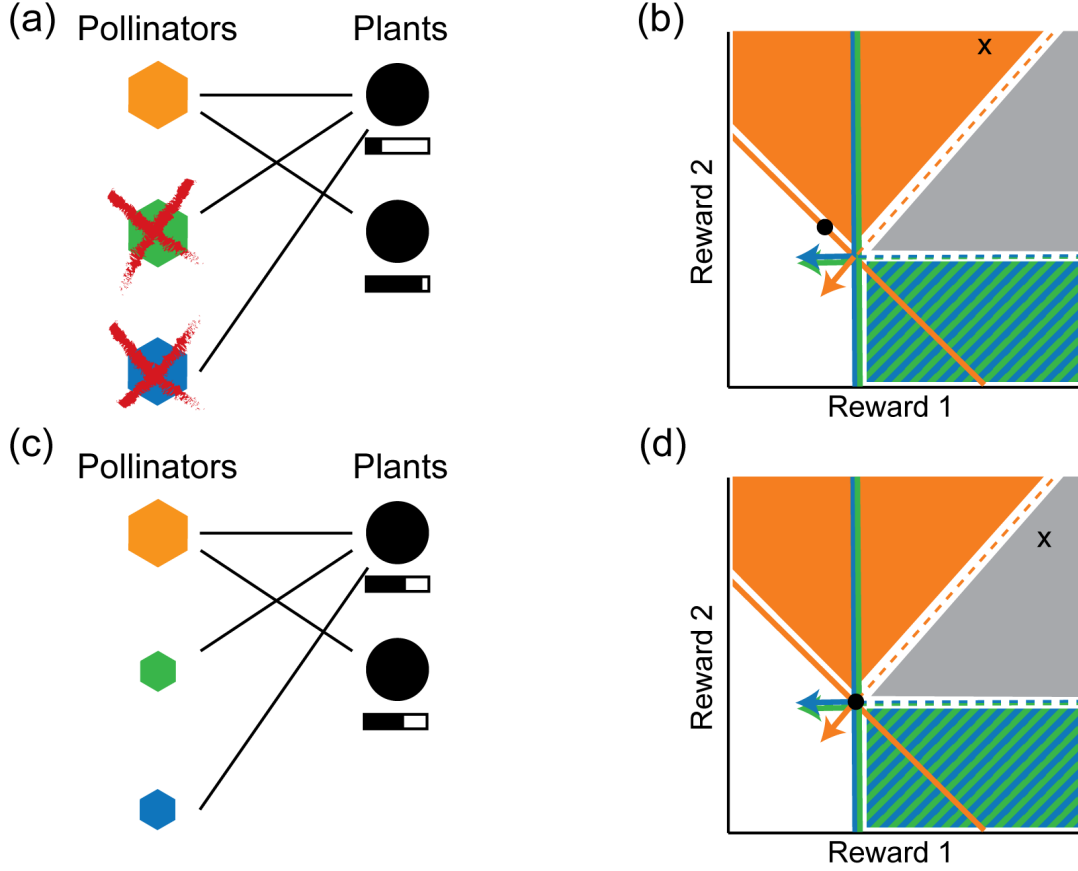 (a)
Pollinators Plants
(b)
x
Reward 2
Reward 1
(c)
Pollinators Plants
(d)
x
Reward 2
Reward 1